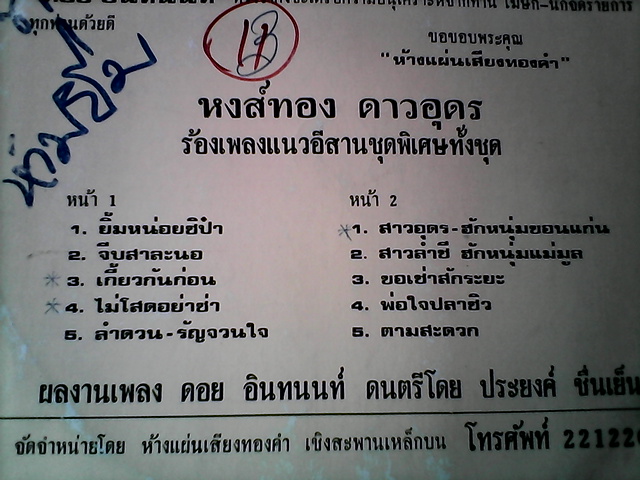 ทุกท่านด้วยดี
ห้ามยืม
ขอขอบพระคุณ
"ห้างแผ่นเสียงทองคำ"
หงส์ทอง ดาวอุดร
ร้องเพลงแนวอีสานชุดพิเศษทั้งชุด
หน้า 1
1. ยิ้มหน่อยซิป๋า
2. จีบสาละนอ
3. เกี้ยวกันก่อน
4. ไม่โสดอย่าซ่า
5. ลำดวน-รัญจวนใจ
หน้า 2
1. สาวอุดร-ฮักหนุ่มขอนแก่น
2. สาวลำชี ฮักหนุ่มแม่มูล
3. ขอเซ่าสักระยะ
4. พ่อใจปลาซิว
5. ตามสะดวก
ผลงานเพลง ดอย อินทนนท์ ดนตรีโดย ประยงค์ ชื่นเย็น
จัดจำหน่ายโดย ห้างแผ่นเสียงทองคำ เชิงสะพานเหล็กบน โทรศัพท์ 22122